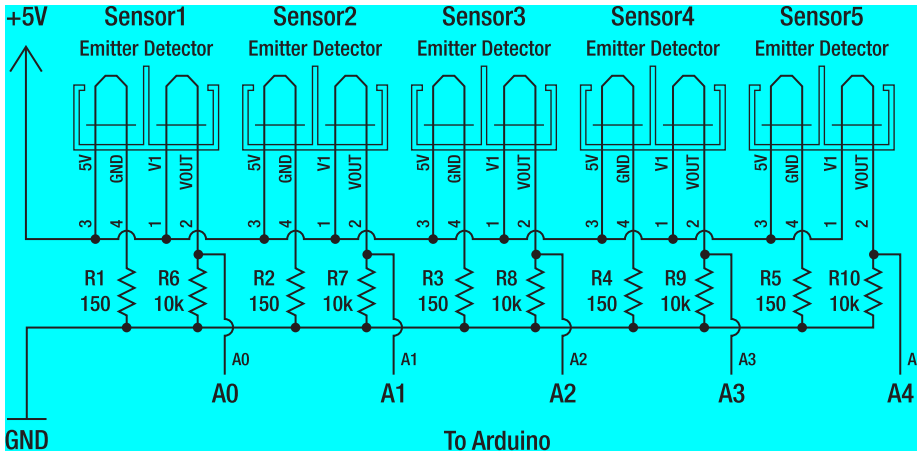 +5V Sensor1 Sensor2 Sensor3 Sensor4 Sensor5
Emitter Detector Emitter Detector Emitter Detector Emitter Detector Emitter Detector
5V GND V1 VOUT 5V GND V1 VOUT 5V GND V1 VOUT 5V GND V1 VOUT 5V GND V1 VOUT
3 4 1 2 3 4 1 2 3 4 1 2 3 4 1 2 3 4 1 2
R1 R6 R2 R7 R3 R8 R4 R9 R5 R10
150 10k 150 10k 150 10k 150 10k 150 10k
A0 A1 A2 A3 A
A0 A1 A2 A3 A4
GND To Arduino